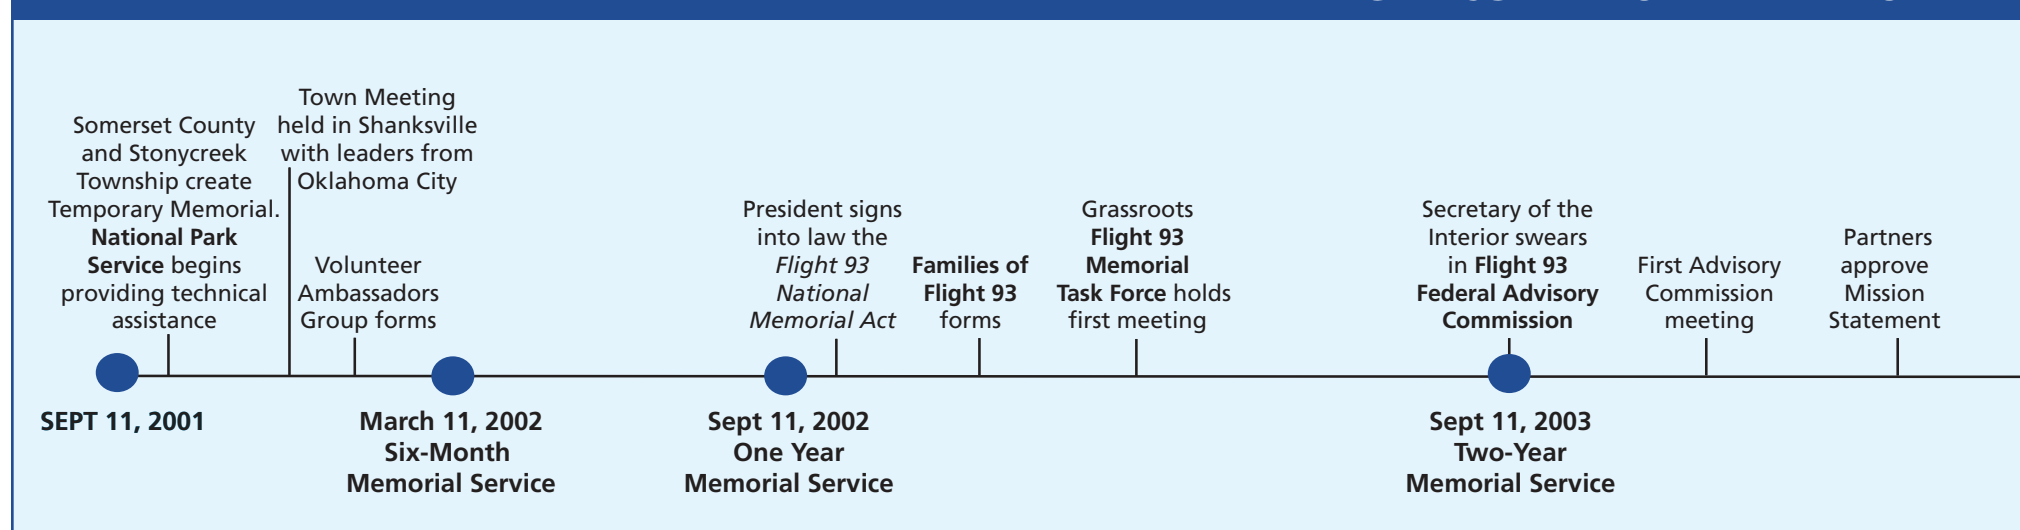 Somerset County
and Stonycreek
Township create
Temporary Memorial.
National Park
Service begins
providing technical
assistance
Town Meeting
held in Shanksville
with leaders from
Oklahoma City
Volunteer
Ambassadors
Group forms
President signs
into law the
Flight 93
National
Memorial Act
Families of
Flight 93
forms
Grassroots
Flight 93
Memorial
Task Force holds
first meeting
Secretary of the
Interior swears
in Flight 93
Federal Advisory
Commission
First Advisory
Commission
meeting
Partners
approve
Mission
Statement
SEPT 11, 2001
March 11, 2002
Six-Month
Memorial Service
Sept 11, 2002
One Year
Memorial Service
Sept 11, 2003
Two-Year
Memorial Service